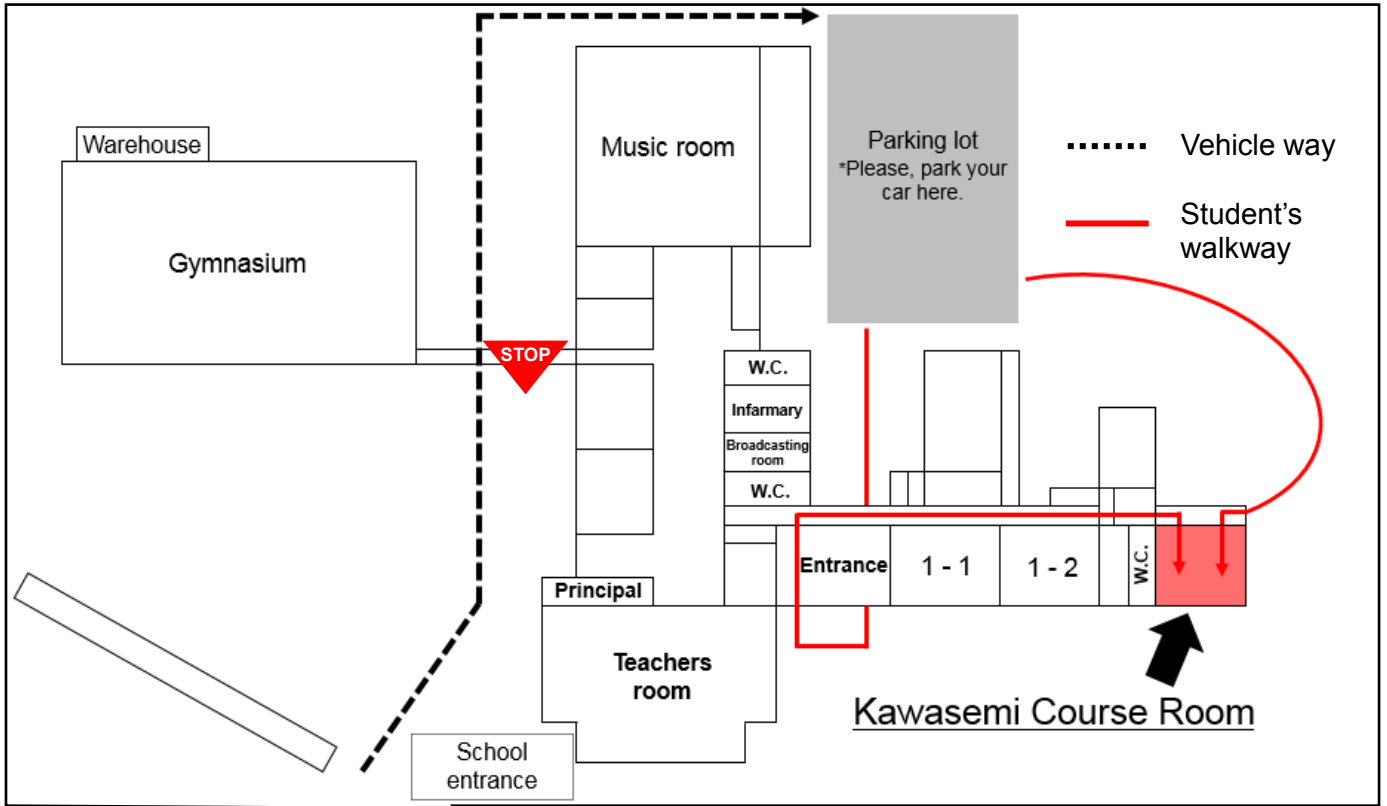 Warehouse
Gymnasium
STOP
Music room
Parking lot
*Please, park your
car here.
Vehicle way
Student's
walkway
W.C.
Infarmary
Broadcasting
room
W.C.
Entrance
1 - 1
1 - 2
W.C.
Principal
Teachers
room
Kawasemi Course Room
School
entrance